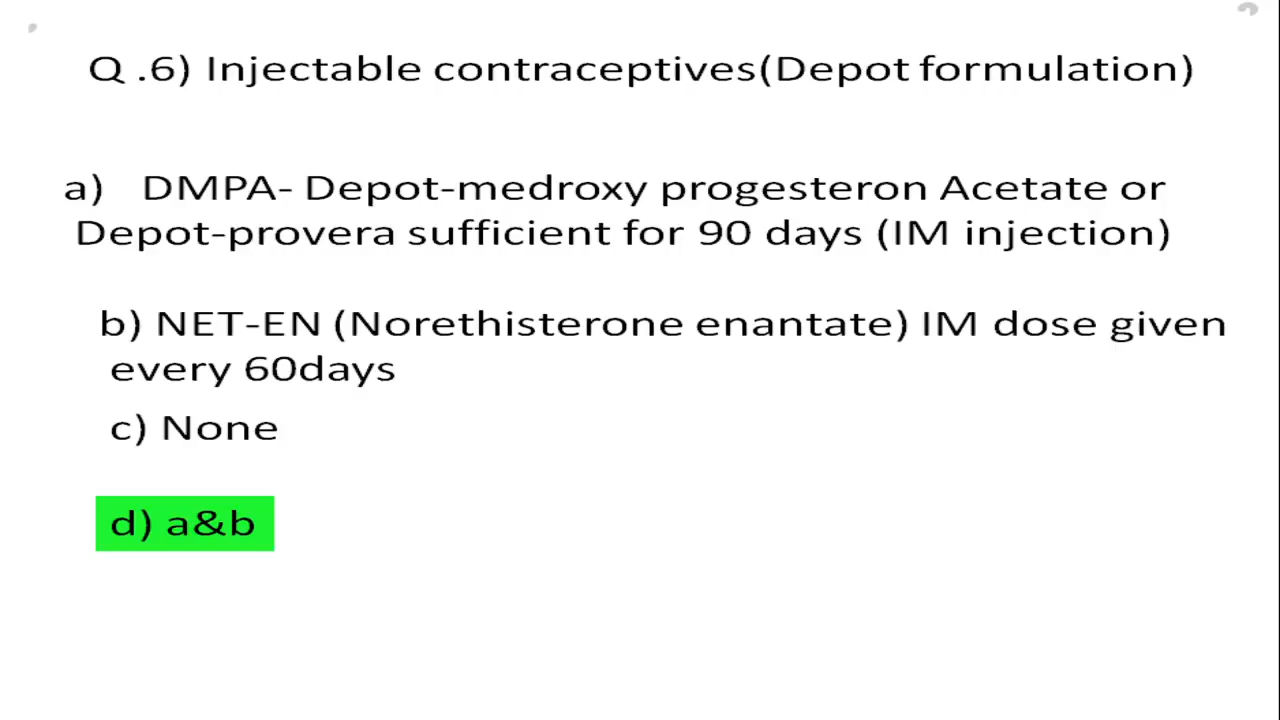 Q .6) Injectable contraceptives(Depot formulation)
a) DMPA- Depot-medroxy progesteron Acetate or
Depot-provera sufficient for 90 days (IM injection)
b) NET-EN (Norethisterone enantate) IM dose given
every 60days
c) None
d) a&b